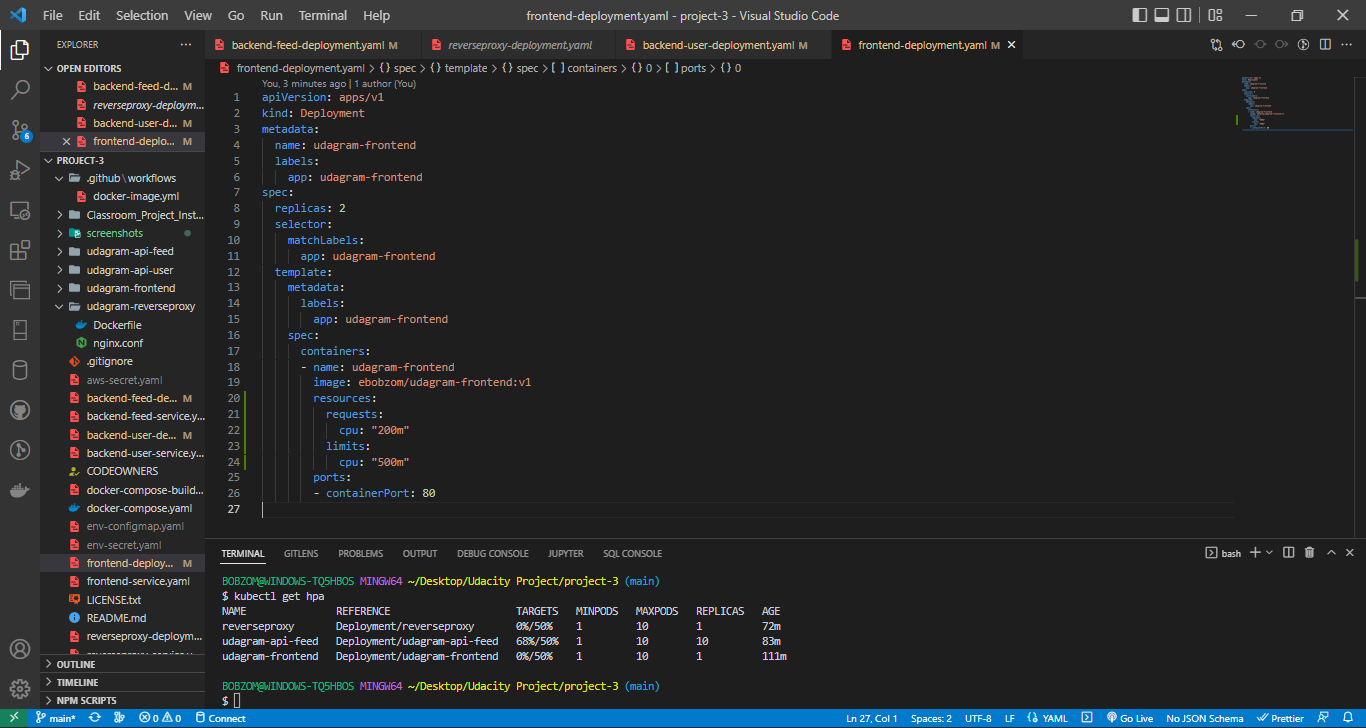 File Edit Selection View Go Run Terminal Help frontend-deployment.yaml - project-3 - Visual Studio Code
EXPLORER ···
OPEN EDITORS
backend-feed-d... M
reverseproxy-deploym...
backend-user-d... M
frontend-deplo... M
PROJECT-3
.github\workflows
docker-image.yml
Classroom_Project_Inst...
screenshots
udagram-api-feed
udagram-api-user
udagram-frontend
udagram-reverseproxy
Dockerfile
nginx.conf
.gitignore
aws-secret.yaml
backend-feed-de... M
backend-feed-service.y...
backend-user-de... M
backend-user-service.y...
CODEOWNERS
docker-compose-build...
docker-compose.yaml
env-configmap.yaml
env-secret.yaml
frontend-deploy... M
frontend-service.yaml
LICENSE.txt
README.md
reverseproxy-deploym...
OUTLINE
TIMELINE
NPM SCRIPTS
6
backend-feed-deployment.yaml M reverseproxy-deployment.yaml backend-user-deployment.yaml M frontend-deployment.yaml M
frontend-deployment.yaml > {} spec > {} template > {} spec > [ ] containers > {} 0 > [ ] ports > {} 0
You, 3 minutes ago | 1 author (You)
1 apiVersion: apps/v1
2 kind: Deployment
3 metadata:
4 name: udagram-frontend
5 labels:
6 app: udagram-frontend
7 spec:
8 replicas: 2
9 selector:
10 matchLabels:
11 app: udagram-frontend
12 template:
13 metadata:
14 labels:
15 app: udagram-frontend
16 spec:
17 containers:
18 - name: udagram-frontend
19 image: ebobzom/udagram-frontend:v1
20 resources:
21 requests:
22 cpu: "200m"
23 limits:
24 cpu: "500m"
25 ports:
26 - containerPort: 80
27
TERMINAL GITLENS PROBLEMS OUTPUT DEBUG CONSOLE JUPYTER SQL CONSOLE bash
BOBZOM@WINDOWS-TQ5HBOS MINGW64 ~/Desktop/Udacity Project/project-3 (main)
$ kubectl get hpa
NAME REFERENCE TARGETS MINPODS MAXPODS REPLICAS AGE
reverseproxy Deployment/reverseproxy 0%/50% 1 10 1 72m
udagram-api-feed Deployment/udagram-api-feed 68%/50% 1 10 10 83m
udagram-frontend Deployment/udagram-frontend 0%/50% 1 10 1 111m
BOBZOM@WINDOWS-TQ5HBOS MINGW64 ~/Desktop/Udacity Project/project-3 (main)
$
main* 0 0 Connect Ln 27, Col 1 Spaces: 2 UTF-8 LF {} YAML Go Live No JSON Schema Prettier